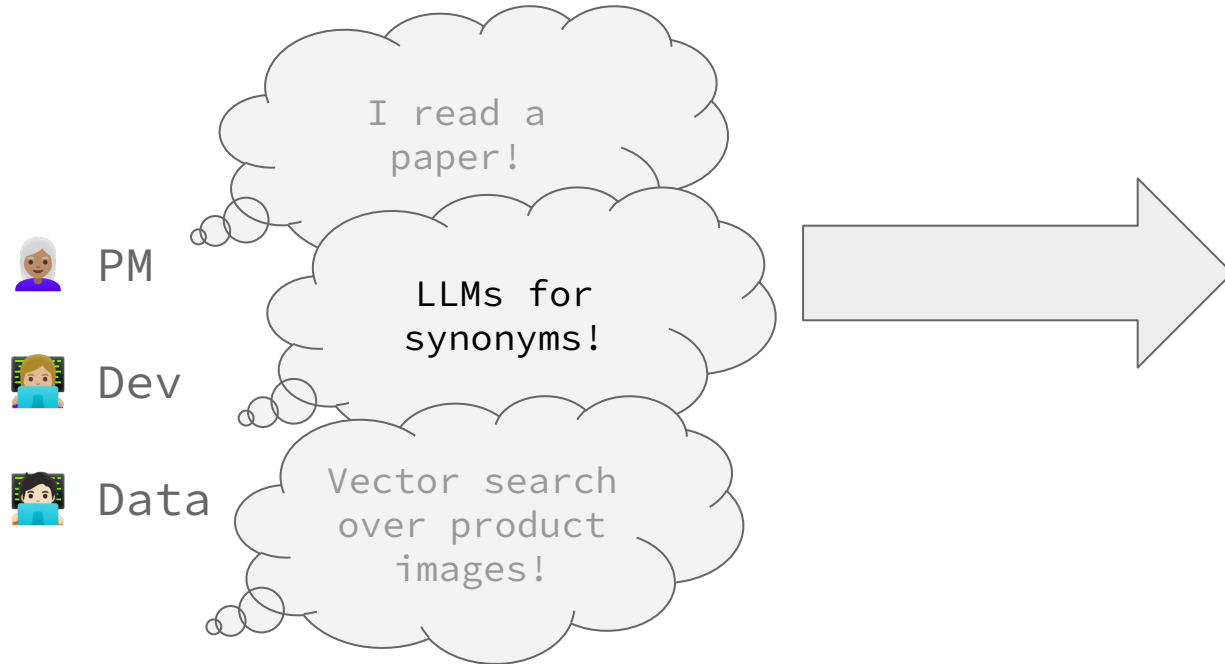 I read a
paper!
PM
LLMs for
synonyms!
Dev
Vector search
over product
images!
Data